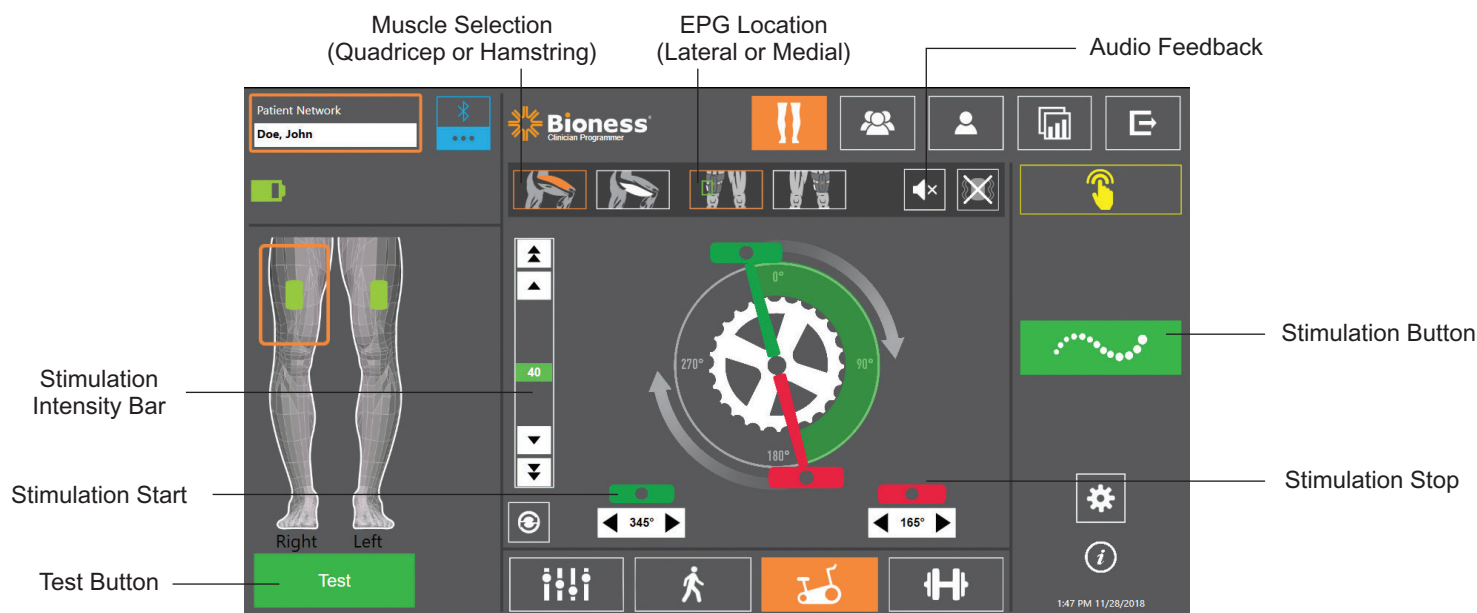 Muscle Selection
(Quadricep or Hamstring)
EPG Location
(Lateral or Medial)
Audio Feedback
Patient Network
Doe, John
Bioness
Clinician Programmer
Stimulation
Intensity Bar
40
0°
90°
180°
270°
Stimulation Button
Stimulation Start
345°
165°
Stimulation Stop
Right
Left
Test Button
Test
i
1:47 PM 11/28/2018